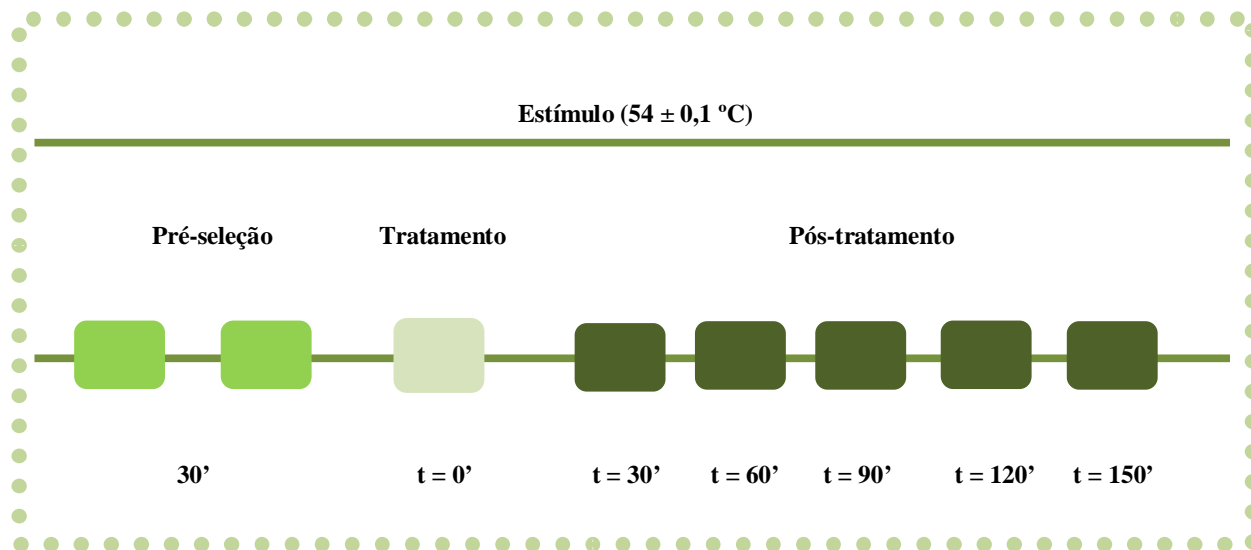 Estímulo (54 ± 0,1 ºC)
Pré-seleção Tratamento Pós-tratamento
30’ t = 0’ t = 30’ t = 60’ t = 90’ t = 120’ t = 150’